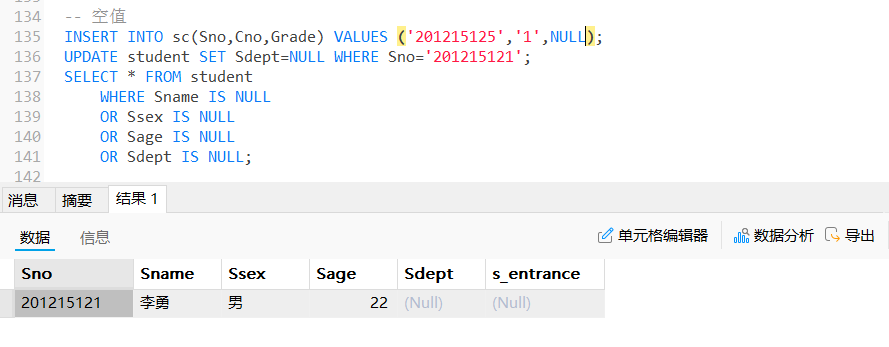 134 -- 空值
135 INSERT INTO sc(Sno,Cno,Grade) VALUES ('201215125','1',NULL);
136 UPDATE student SET Sdept=NULL WHERE Sno='201215121';
137 SELECT * FROM student
138 WHERE Sname IS NULL
139 OR Ssex IS NULL
140 OR Sage IS NULL
141 OR Sdept IS NULL;
142
消息 摘要 结果 1
数据 信息 单元格编辑器 数据分析 导出
Sno Sname Ssex Sage Sdept s_entrance
201215121 李勇 男 22 (Null) (Null)